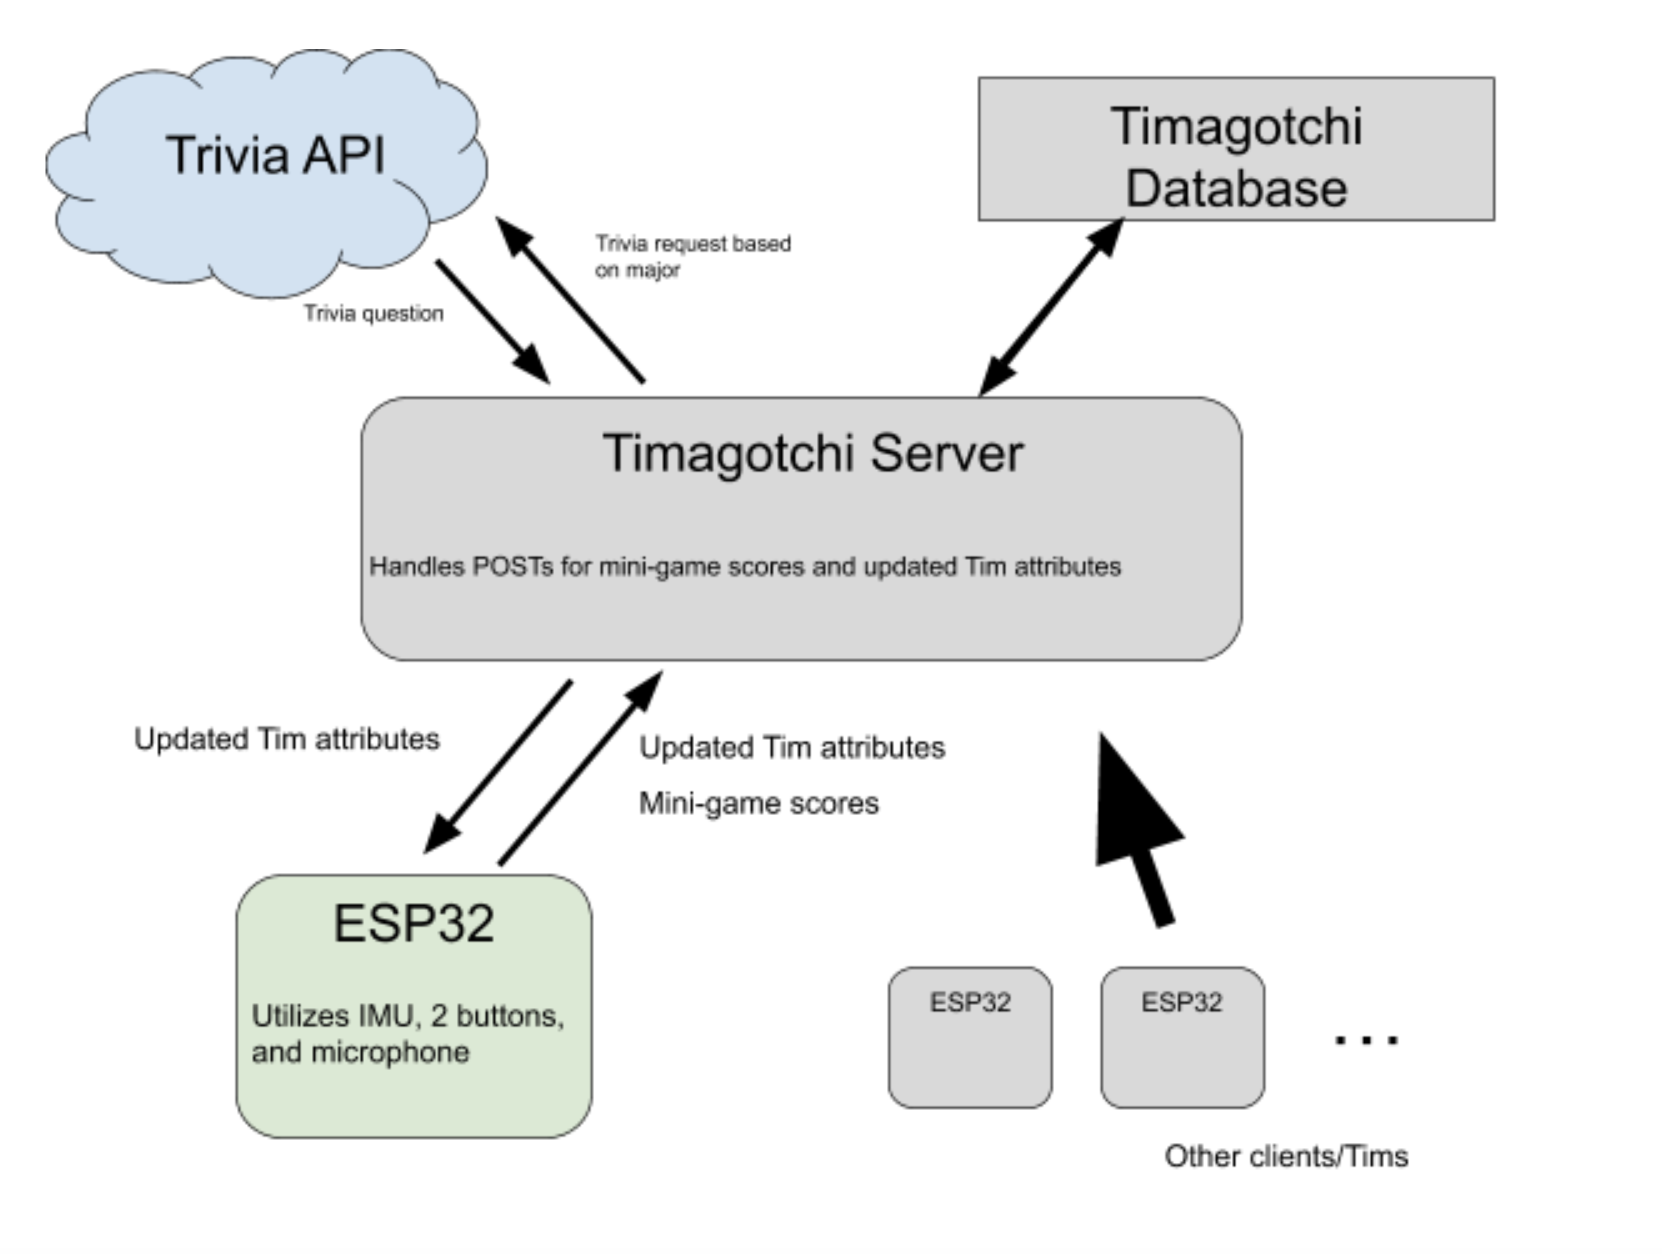 Trivia API
Timagotchi
Database
Trivia request based
on major
Trivia question
Timagotchi Server
Handles POSTs for mini-game scores and updated Tim attributes
Updated Tim attributes
Updated Tim attributes
Mini-game scores
ESP32
Utilizes IMU, 2 buttons,
and microphone
ESP32
ESP32
...
Other clients/Tims